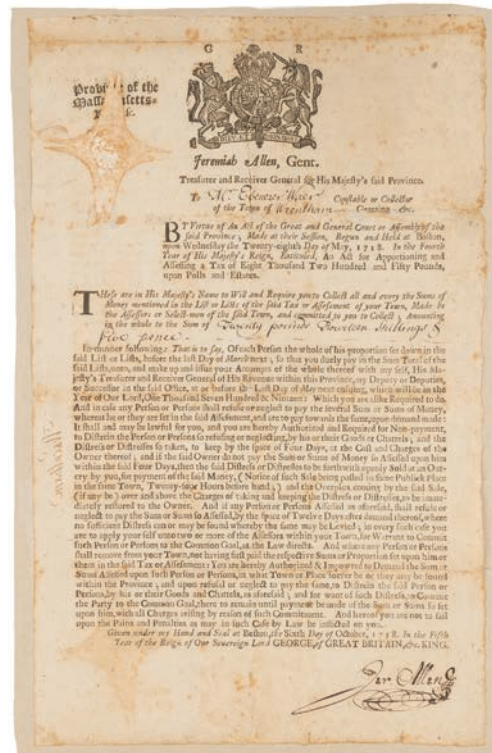 G R
Province of the
Massachusetts-
Jeremiah Allen, Gent.
Treasurer and Receiver General for His Majesty's said Province.
To Mr. Ebenezer Constable or Collector
of the Town of Wrentham Greeting &c.
BY Virtue of An Act of the Great and General Court or Assembly of the
said Province; Made at their Session, Begun and Held at Boston,
upon Wednesday the Twenty-eighth Day of May, 1718. In the Fourth
Year of His Majesty's Reign, Entituled, An Act for Apportioning and
Assessing a Tax of Eight Thousand Two Hundred and Fifty Pounds,
upon Polls and Estates.
THese are in His Majesty's Name to Will and Require you to Collect all and every the Sums of
Money mentioned in the List or Lists of the said Tax or Assessment of your Town, Made by
the Assessors or Select-men of the said Town, and committed to you to Collect; Amounting
in the whole to the Sum of Twenty pounds Fourteen Shillings &
five pence
In manner following; That is to say, Of each Person the whole of his proportion set down in the
said List or Lists, before the last Day of March next; so that you duely pay in the Sum Total of the
said Lists, unto, and make up and issue your Accompts of the whole thereof with my self, His Ma-
jesty's Treasurer and Receiver General of His Revenue within this Province, my Deputy or Deputies,
or Successor in the said Office, at or before the Last Day of May next ensuing, which will be in the
Year of Our Lord, One Thousand Seven Hundred & Nineteen: Which you are alike Required to do.
And in case any Person or Persons shall refuse or neglect to pay the several Sum or Sums of Money,
whereat he or they are set in the said Assessment, and are to pay towards the same, upon demand made:
It shall and may be lawful for you, and you are hereby Authorized and Required for Non-payment,
to Distrein the Person or Persons so refusing or neglecting, by his or their Goods or Chattels; and the
Distress or Distresses so taken, to keep by the space of Four Days, at the Cost and Charges of the
Owner thereof; and if the said Owner do not pay the Sum or Sums of Money so Assessed upon him
within the said Four Days, then the said Distress or Distresses to be forthwith openly Sold at an Out-
cry by you, for payment of the said Money, (Notice of such Sale being posted in some Publick Place
in the same Town, Twenty-four Hours before hand); and the Overplus coming by the said Sale,
(if any be) over and above the Charges of taking and keeping the Distress or Distresses, to be imme-
diately restored to the Owner. And if any Person or Persons Assessed as aforesaid, shall refuse or
neglect to pay the Sum or Sums so Assessed, by the space of Twelve Days after demand thereof, where
no sufficient Distress can or may be found whereby the same may be Levied; in every such case you
are to apply your self unto two or more of the Assessors within your Town, for Warrant to Commit
such Person or Persons to the Common Goal, as the Law directs. And when any Person or Persons
shall remove from your Town, not having first paid the respective Sums or Proportion set upon him or
them in the said Tax or Assessment: You are hereby Authorized & Impowred to Demand the Sum or
Sums Assessed upon such Person or Persons, in what Town or Place soever he or they may be found
within the Province; and upon refusal or neglect to pay the same, to Distrein the said Person or
Persons, by his or their Goods and Chattels, as aforesaid; and for want of such Distress, to Commit
the Party to the Common Goal, there to remain until payment be made of the Sum or Sums so set
upon him, with all Charges arising by reason of such Commitment. And hereof you are not to fail
upon the Pains and Penalties as may in such Case by Law be inflicted on you.
Given under my Hand and Seal at Boston, the Sixth Day of October, 1718. In the Fifth
Year of the Reign of Our Sovereign Lord GEORGE, of GREAT BRITAIN, &c. KING.
Jer Allen